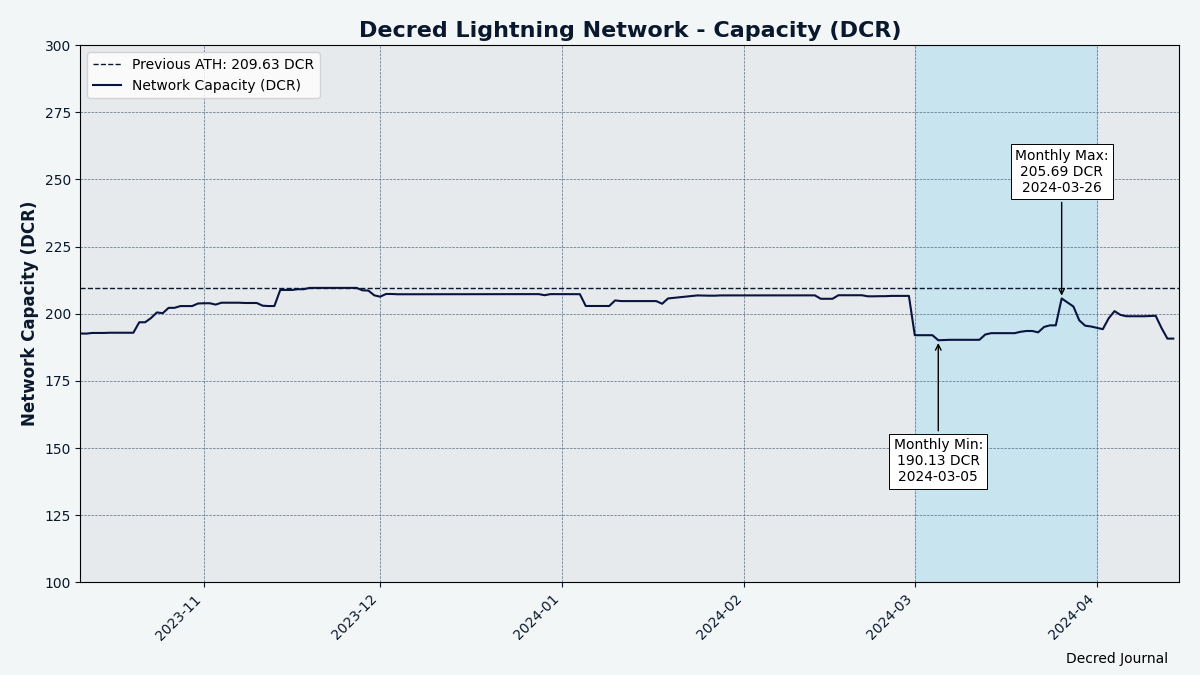 Decred Lightning Network - Capacity (DCR)
Previous ATH: 209.63 DCR
Network Capacity (DCR)
Network Capacity (DCR)
300
275
250
225
200
175
150
125
100
Monthly Max:
205.69 DCR
2024-03-26
Monthly Min:
190.13 DCR
2024-03-05
2023-11
2023-12
2024-01
2024-02
2024-03
2024-04
Decred Journal